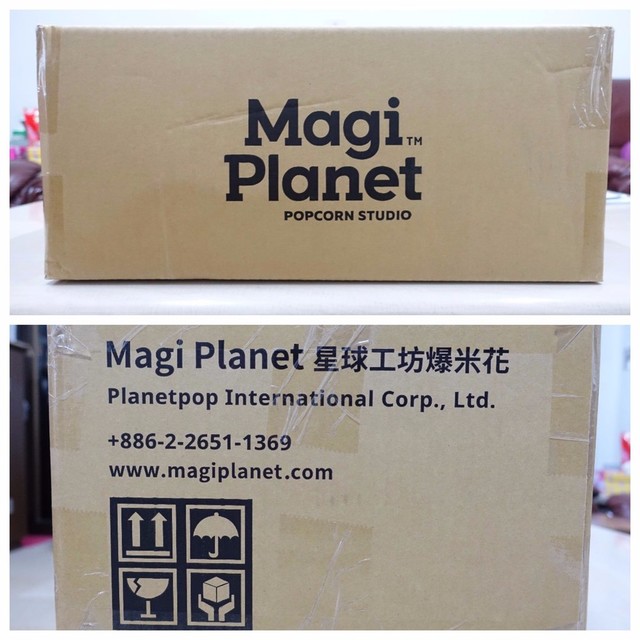 Magi™
Planet
POPCORN STUDIO
Magi Planet 星球工坊爆米花
Planetpop International Corp., Ltd.
+886-2-2651-1369
www.magiplanet.com